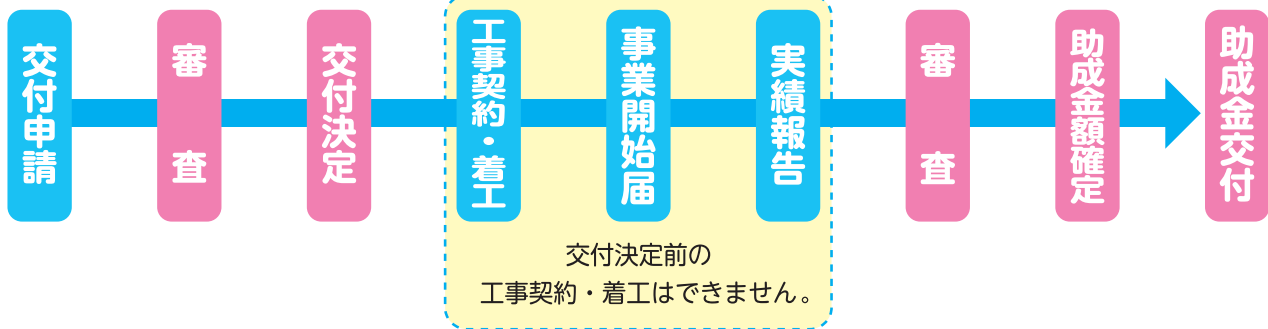 交付申請
審査
交付決定
工事契約・着工
事業開始届
実績報告
審査
助成金額確定
助成金交付
交付決定前の
工事契約・着工はできません。